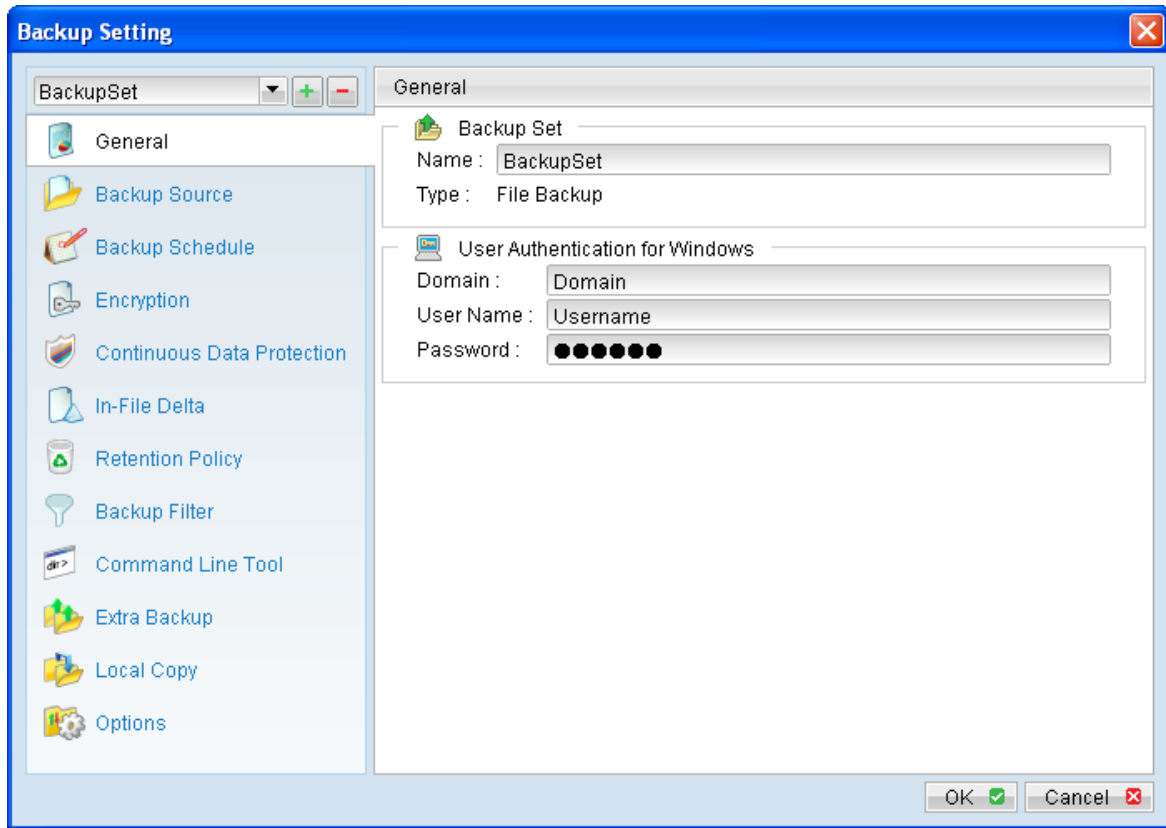 Backup Setting
BackupSet
General
Backup Source
Backup Schedule
Encryption
Continuous Data Protection
In-File Delta
Retention Policy
Backup Filter
dir>
Command Line Tool
Extra Backup
Local Copy
Options
General
Backup Set
Name : BackupSet
Type : File Backup
User Authentication for Windows
Domain : Domain
User Name : Username
Password : ●●●●●●
OK
Cancel